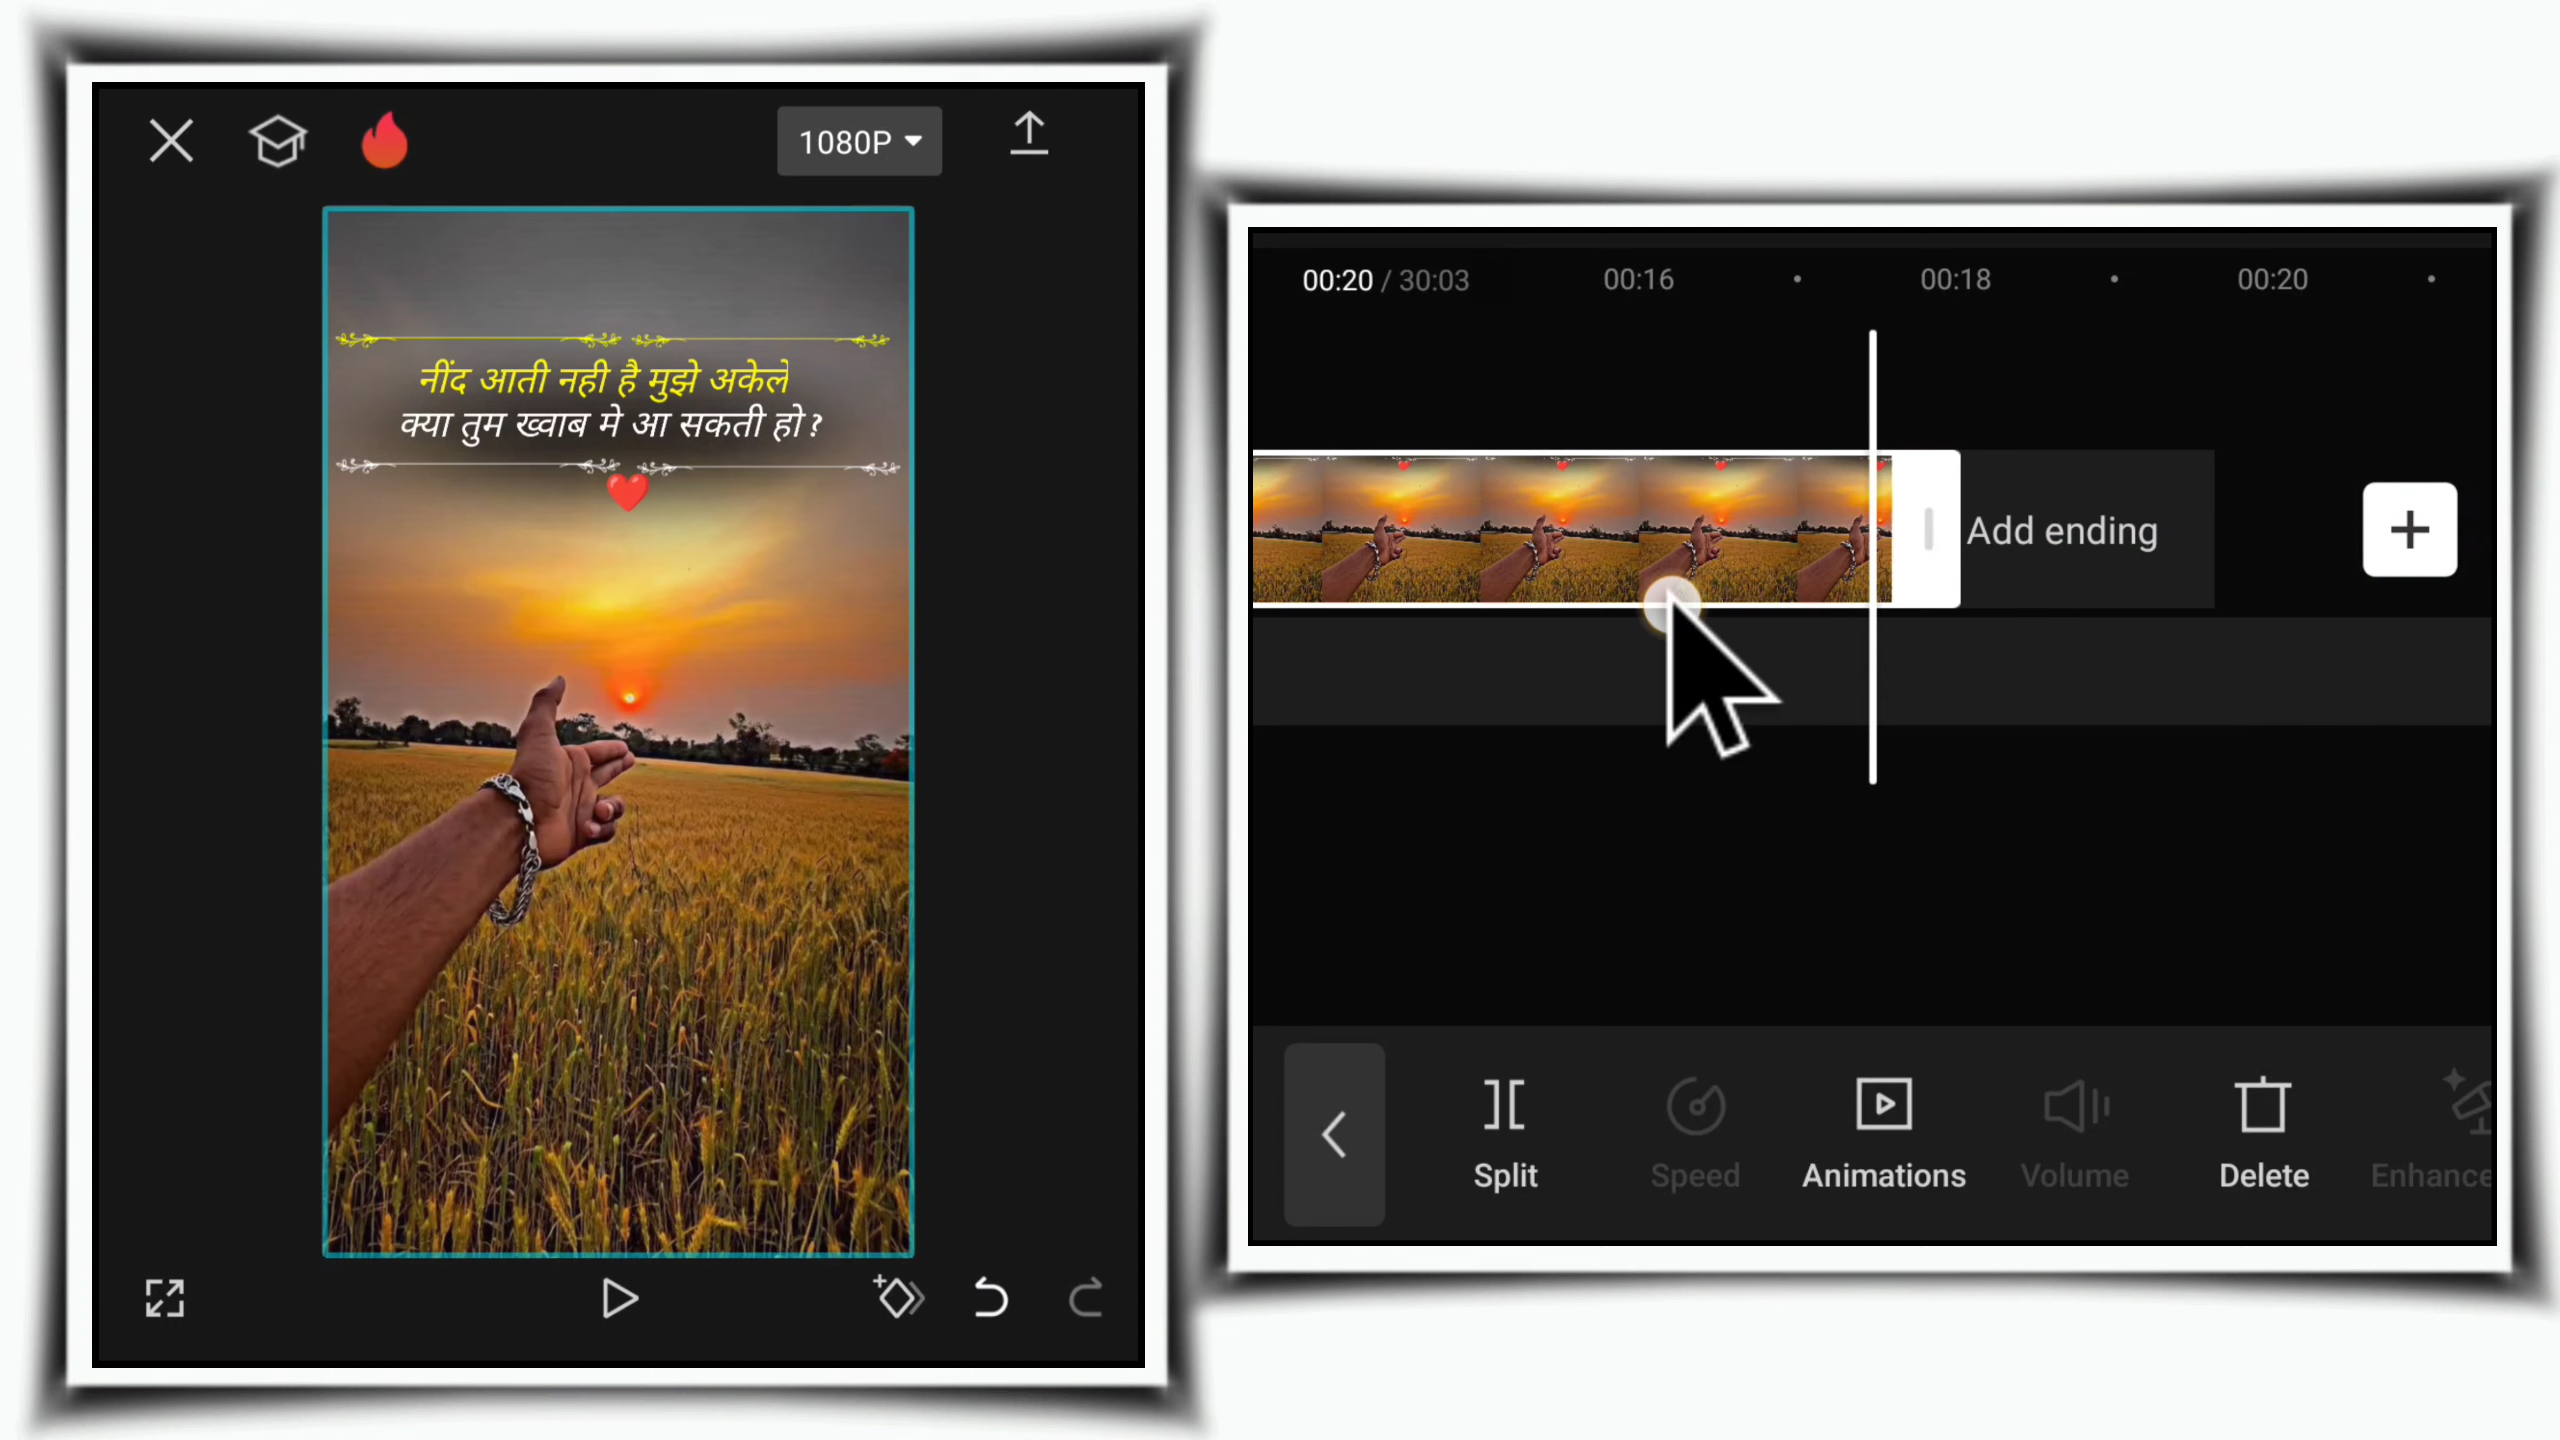 1080P
नींद आती नही है मुझे अकेले
क्या तुम ख्वाब मे आ सकती हो?
00:20 / 30:03 00:16 00:18 00:20
Add ending
Split Speed Animations Volume Delete Enhance